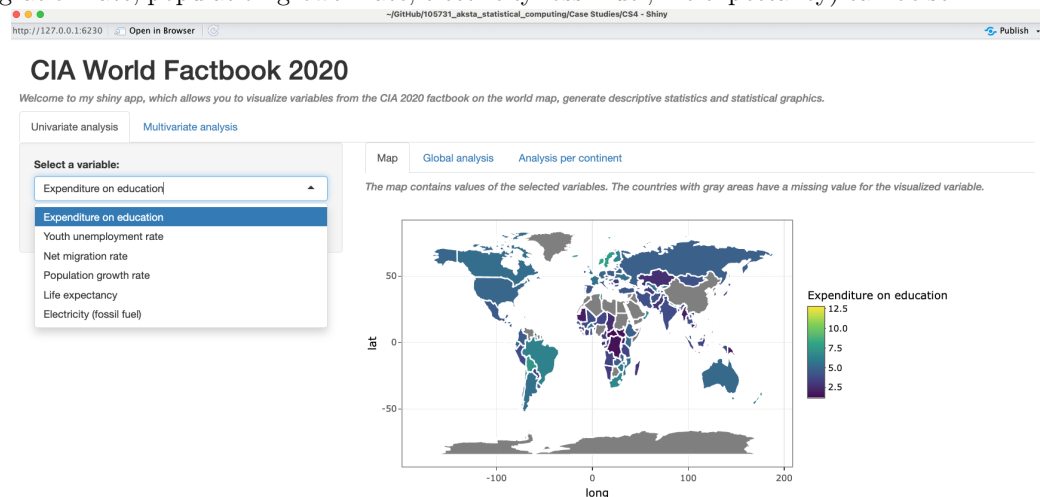 ~/GitHub/105731_aksta_statistical_computing/Case Studies/CS4 - Shiny
http://127.0.0.1:6230 Open in Browser Publish
CIA World Factbook 2020
Welcome to my shiny app, which allows you to visualize variables from the CIA 2020 factbook on the world map, generate descriptive statistics and statistical graphics.
Univariate analysis Multivariate analysis
Select a variable:
Expenditure on education
Expenditure on education
Youth unemployment rate
Net migration rate
Population growth rate
Life expectancy
Electricity (fossil fuel)
Map Global analysis Analysis per continent
The map contains values of the selected variables. The countries with gray areas have a missing value for the visualized variable.
50
0
-50
lat
-100 0 100 200
long
Expenditure on education
12.5
10.0
7.5
5.0
2.5